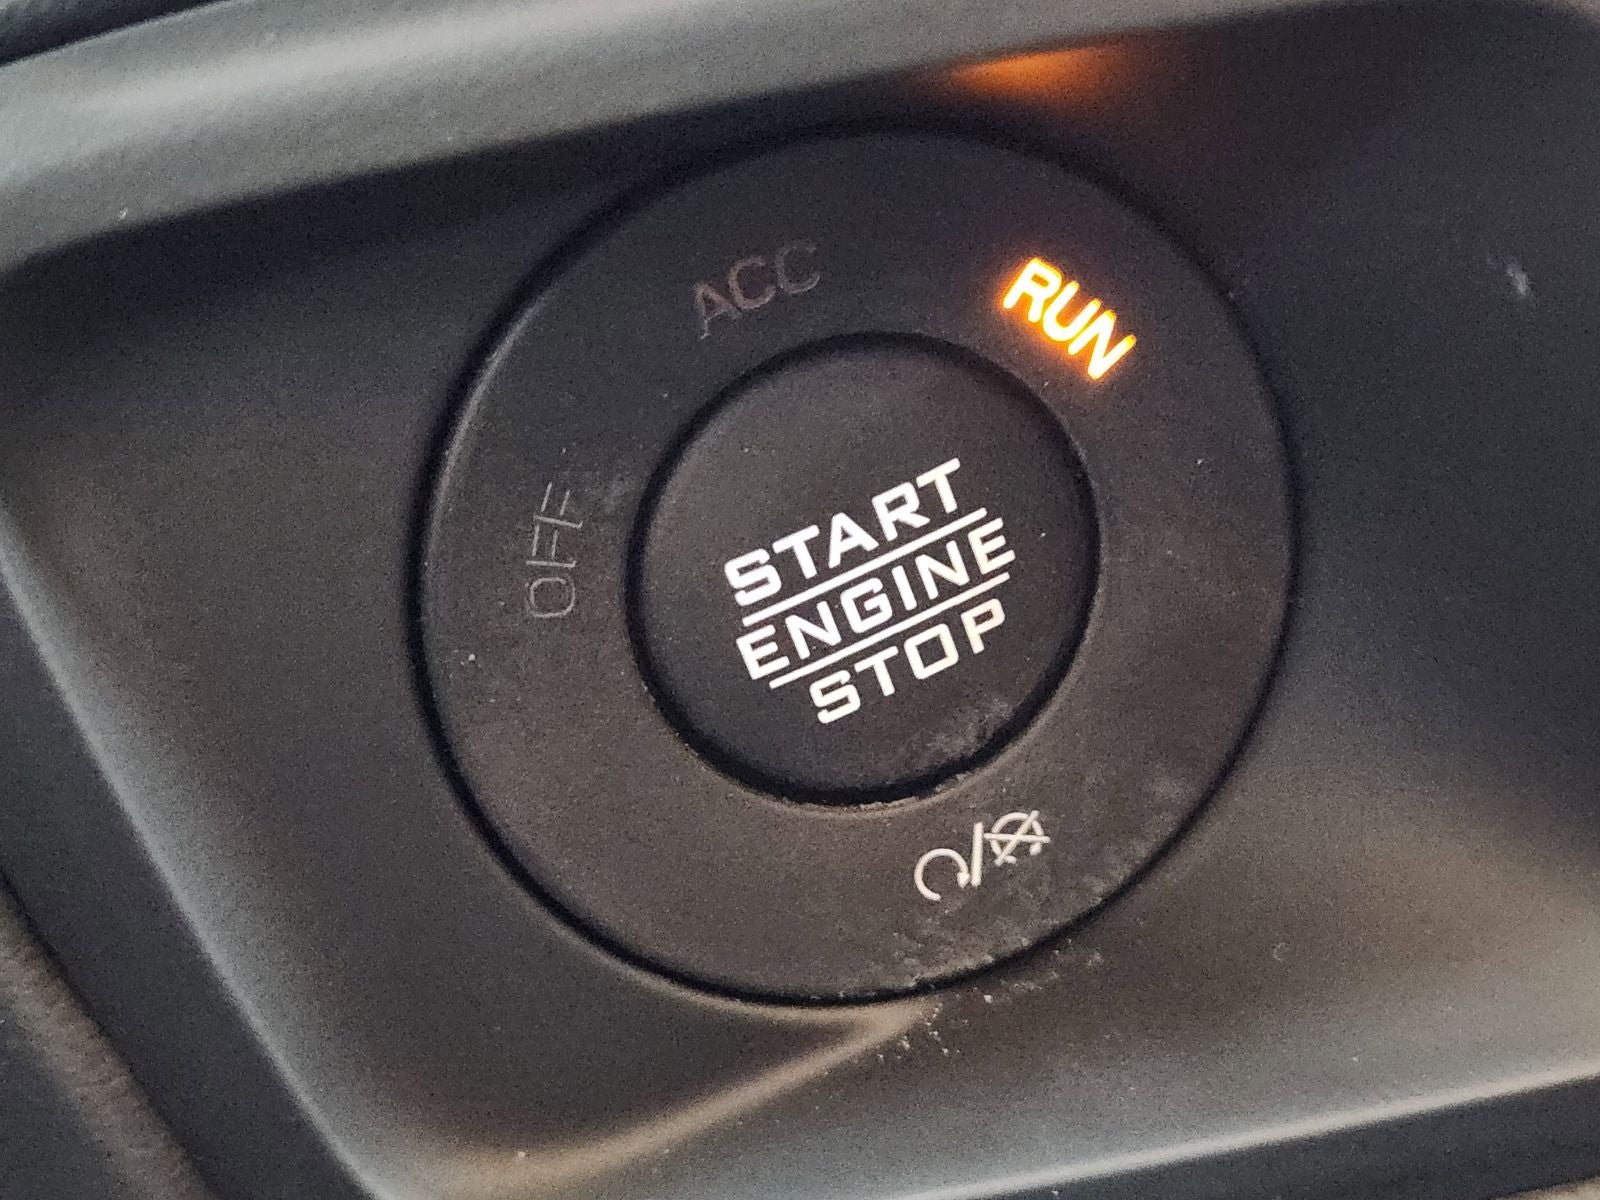 ACC
RUN
OFF
START
ENGINE
STOP